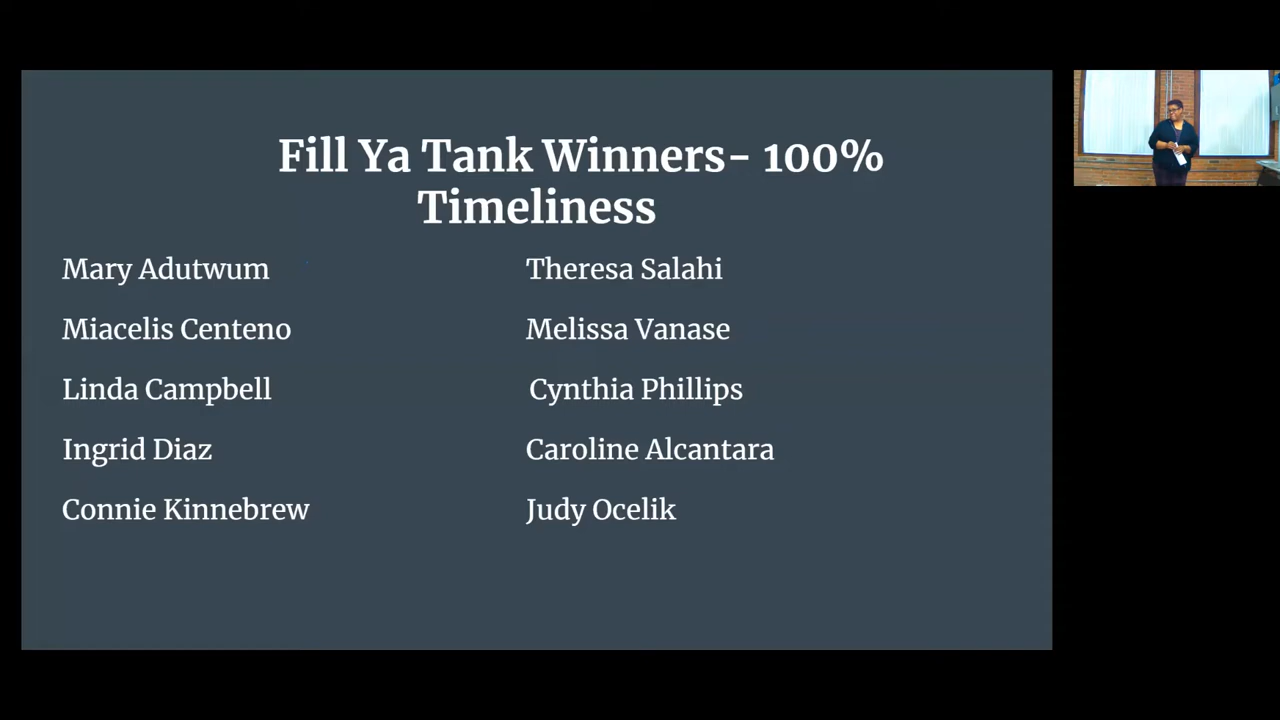 Fill Ya Tank Winners- 100%
Timeliness
Mary Adutwum
Miacelis Centeno
Linda Campbell
Ingrid Diaz
Connie Kinnebrew
Theresa Salahi
Melissa Vanase
Cynthia Phillips
Caroline Alcantara
Judy Ocelik